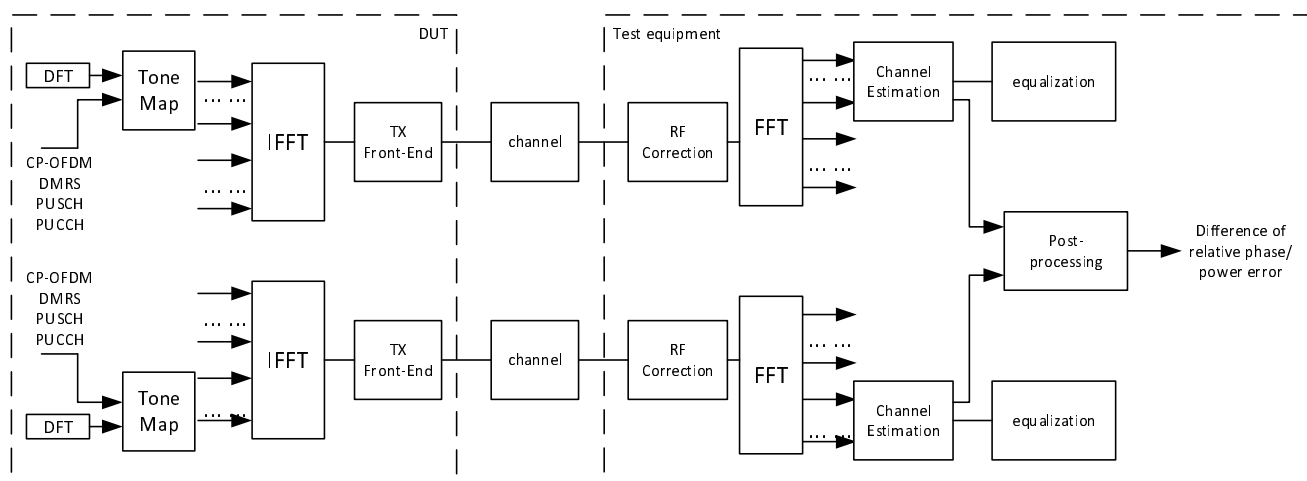 DUT
Test equipment
DFT
Tone
Map
CP-OFDM
DMRS
PUSCH
PUCCH
... ...
... ...
IFFT
TX
Front-End
channel
RF
Correction
FFT
... ...
... ...
Channel
Estimation
equalization
Post-
processing
Difference of
relative phase/
power error
CP-OFDM
DMRS
PUSCH
PUCCH
DFT
Tone
Map
... ...
... ...
IFFT
TX
Front-End
channel
RF
Correction
FFT
... ...
... ...
Channel
Estimation
equalization